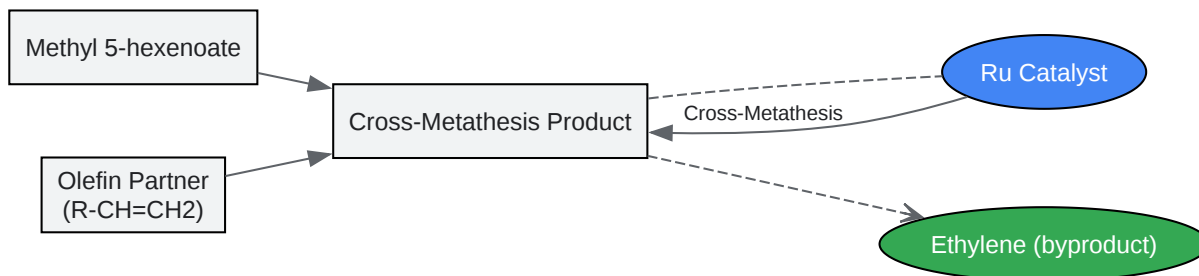 Methyl 5-hexenoate
Ru Catalyst
Cross-Metathesis
Cross-Metathesis Product
Olefin Partner
(R-CH=CH2)
Ethylene (byproduct)